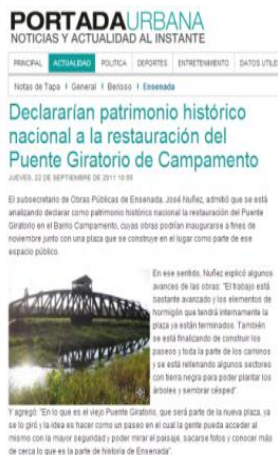 PORTADAURBANA
NOTICIAS Y ACTUALIDAD AL INSTANTE
PRINCIPAL ACTUALIDAD POLITICA DEPORTES ENTRETENIMIENTO DATOS UTILE
Notas de Tapa | General | Berisso | Ensenada
Declararían patrimonio histórico
nacional a la restauración del
Puente Giratorio de Campamento
JUEVES, 22 DE SEPTIEMBRE DE 2011
El subsecretario de Obras Públicas de Ensenada, José Nuñez, admitió que se está
analizando declarar como patrimonio histórico nacional la restauración del Puente
Giratorio en el Barrio Campamento, cuyas obras podrían inaugurarse a fines de
noviembre junto con una plaza que se construye en el lugar como parte de ese
espacio público.
En ese sentido, Nuñez explicó algunos
avances de las obras: "El trabajo está
bastante avanzado y los elementos de
hormigón que tendrá internamente la
plaza ya están terminados. También
se está finalizando de construir los
paseos y toda la parte de los caminos
y se está rellenando algunos sectores
con tierra negra para poder plantar los
árboles y sembrar césped".
Y agregó: "En lo que es el viejo Puente Giratorio, que será parte de la nueva plaza, ya
se lo giró y la idea es hacer como un paseo en el cual la gente pueda acceder al
mismo con la mayor seguridad y poder mirar el paisaje, sacarse fotos y conocer más
de cerca lo que es la parte de historia de Ensenada".